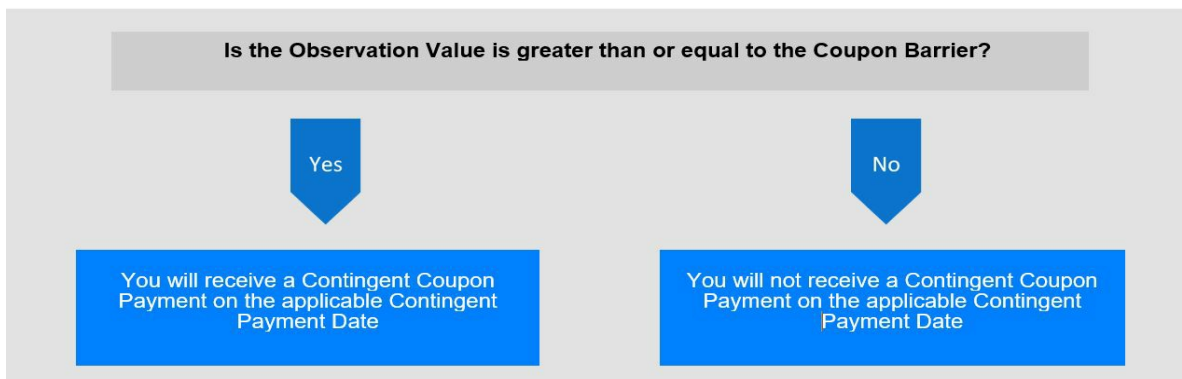 Is the Observation Value is greater than or equal to the Coupon Barrier?
Yes
No
You will receive a Contingent Coupon
Payment on the applicable Contingent
Payment Date
You will not receive a Contingent Coupon
Payment on the applicable Contingent
Payment Date